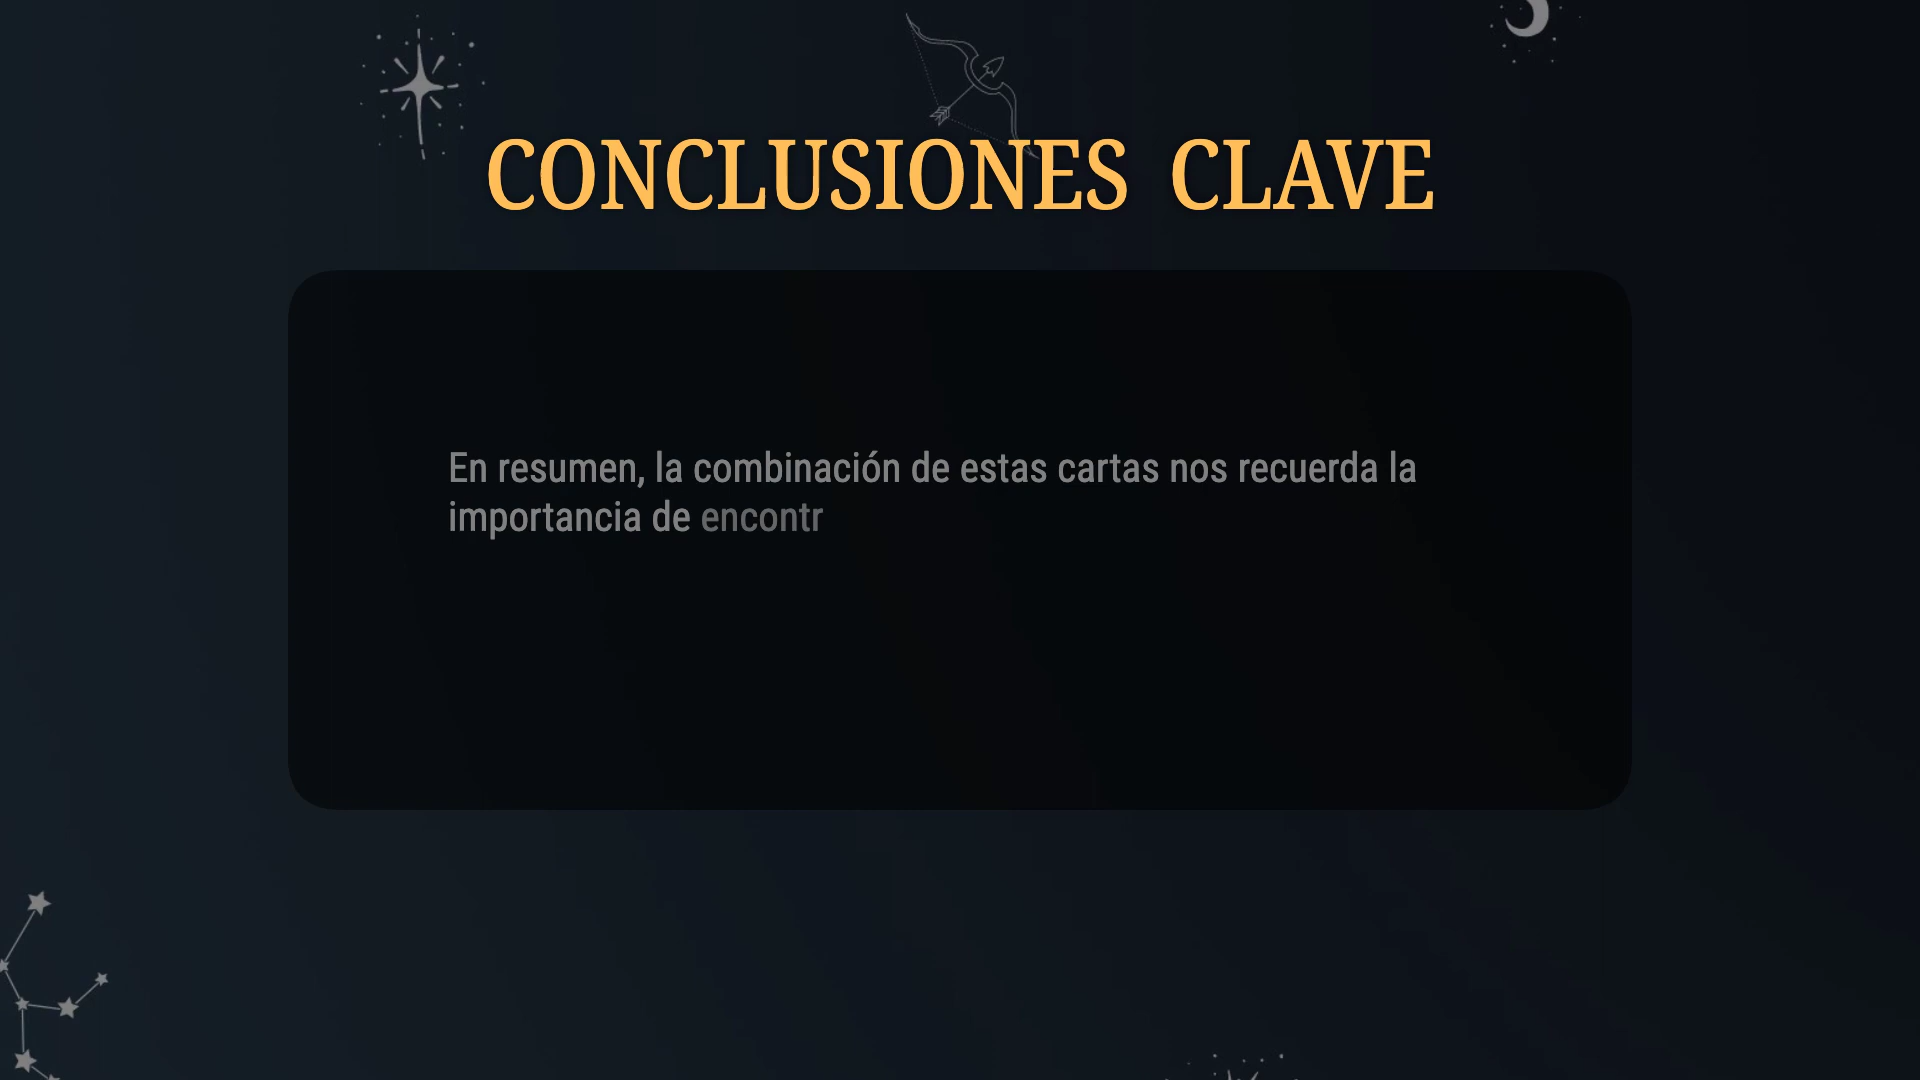 CONCLUSIONES CLAVE
En resumen, la combinación de estas cartas nos recuerda la
importancia de encontr